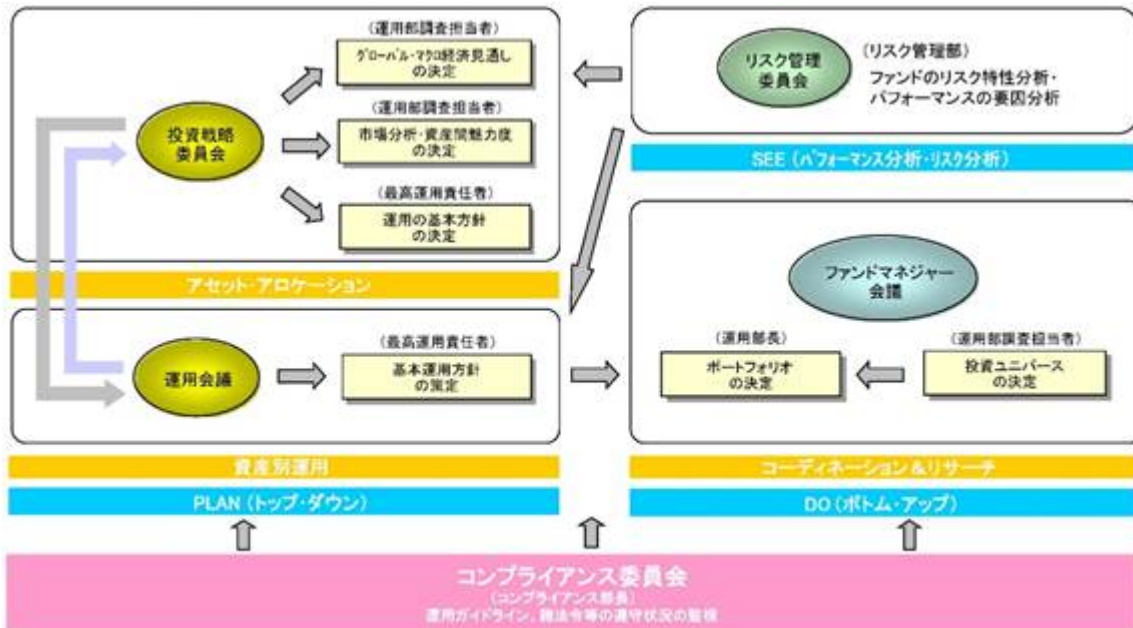 (運用部調査担当者)
グローバル・マクロ経済見通し
の決定
(運用部調査担当者)
投資戦略
委員会
市場分析・資産間魅力度
の決定
(最高運用責任者)
運用の基本方針
の決定
アセット・アロケーション
リスク管理
委員会
(リスク管理部)
ファンドのリスク特性分析・
パフォーマンスの要因分析
SEE (パフォーマンス分析・リスク分析)
(最高運用責任者)
運用会議
基本運用方針
の策定
資産別運用
PLAN (トップ・ダウン)
ファンドマネジャー
会議
(運用部長)
ポートフォリオ
の決定
(運用部調査担当者)
投資ユニバース
の決定
コーディネーション&リサーチ
DO (ボトム・アップ)
コンプライアンス委員会
(コンプライアンス部長)
運用ガイドライン、諸法令等の遵守状況の監視